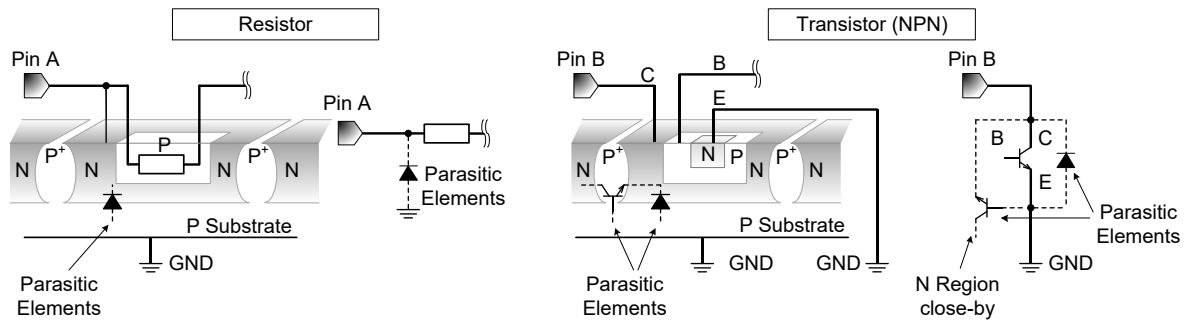 Resistor
Transistor (NPN)
Pin A
Pin A
N
P+
N
P
N
P+
N
Parasitic
Elements
P Substrate
GND
Parasitic
Elements
Pin B
C
B
E
N
P+
N
N
P
N
P+
N
P Substrate
GND
GND
Parasitic
Elements
Pin B
B
C
E
Parasitic
Elements
GND
N Region
close-by